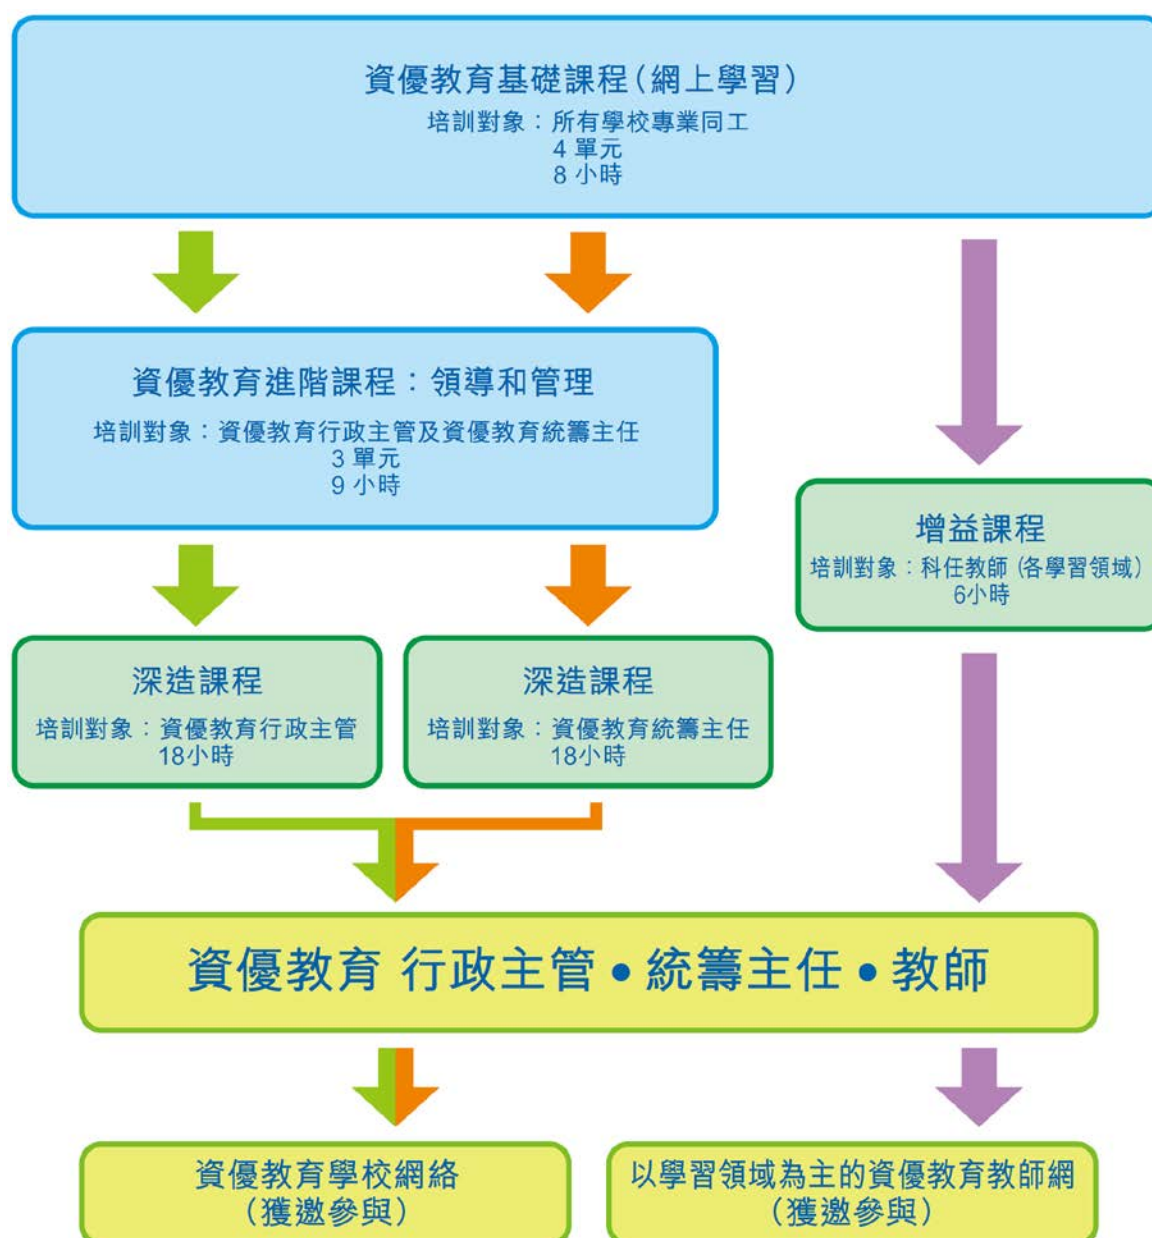 資優教育基礎課程(網上學習)
培訓對象：所有學校專業同工
4 單元
8 小時
資優教育進階課程：領導和管理
培訓對象：資優教育行政主管及資優教育統籌主任
3 單元
9 小時
增益課程
培訓對象：科任教師 (各學習領域)
6小時
深造課程
培訓對象：資優教育行政主管
18小時
深造課程
培訓對象：資優教育統籌主任
18小時
資優教育 行政主管 • 統籌主任 • 教師
資優教育學校網絡
(獲邀參與)
以學習領域為主的資優教育教師網
(獲邀參與)